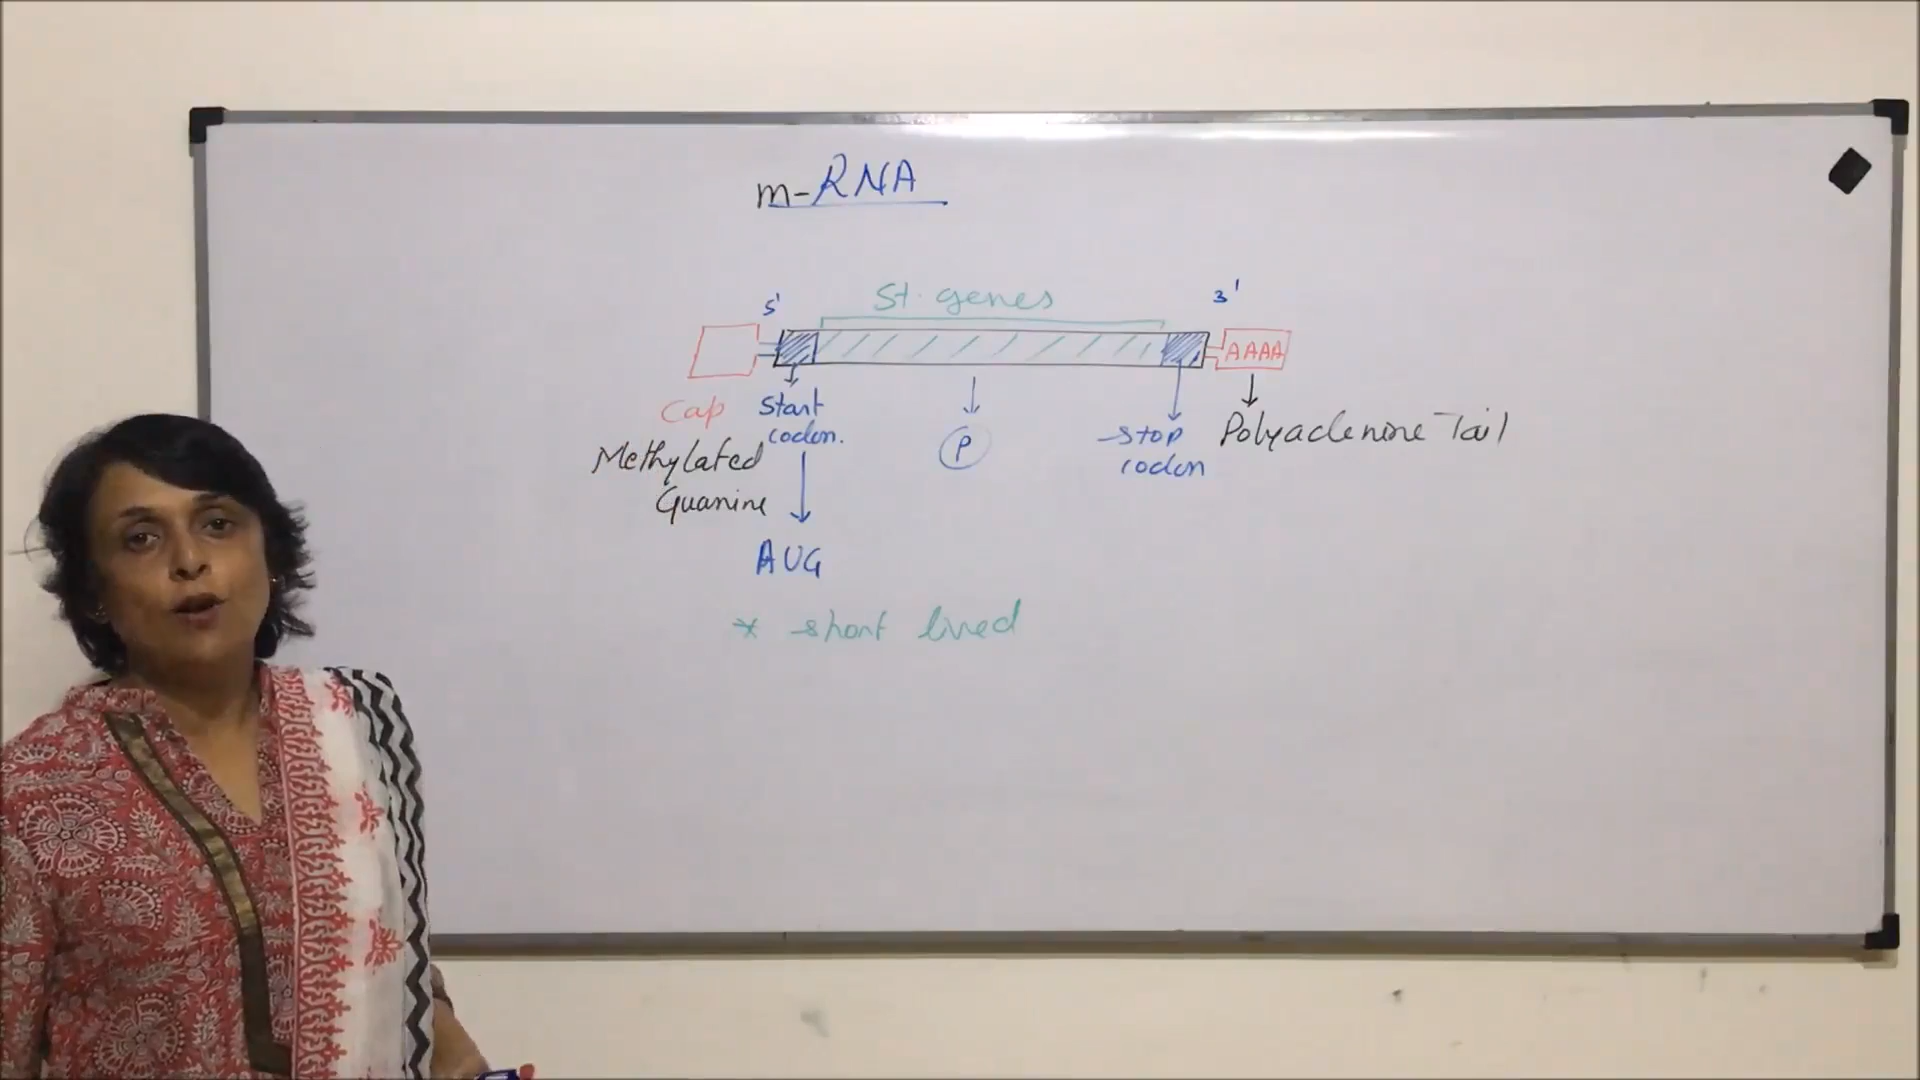 m-RNA
5'
St. genes
3'
AAAA
Cap
Start
codon.
Methylated
Guanine
P
Stop
codon
Polyadenine Tail
AUG
* short lived